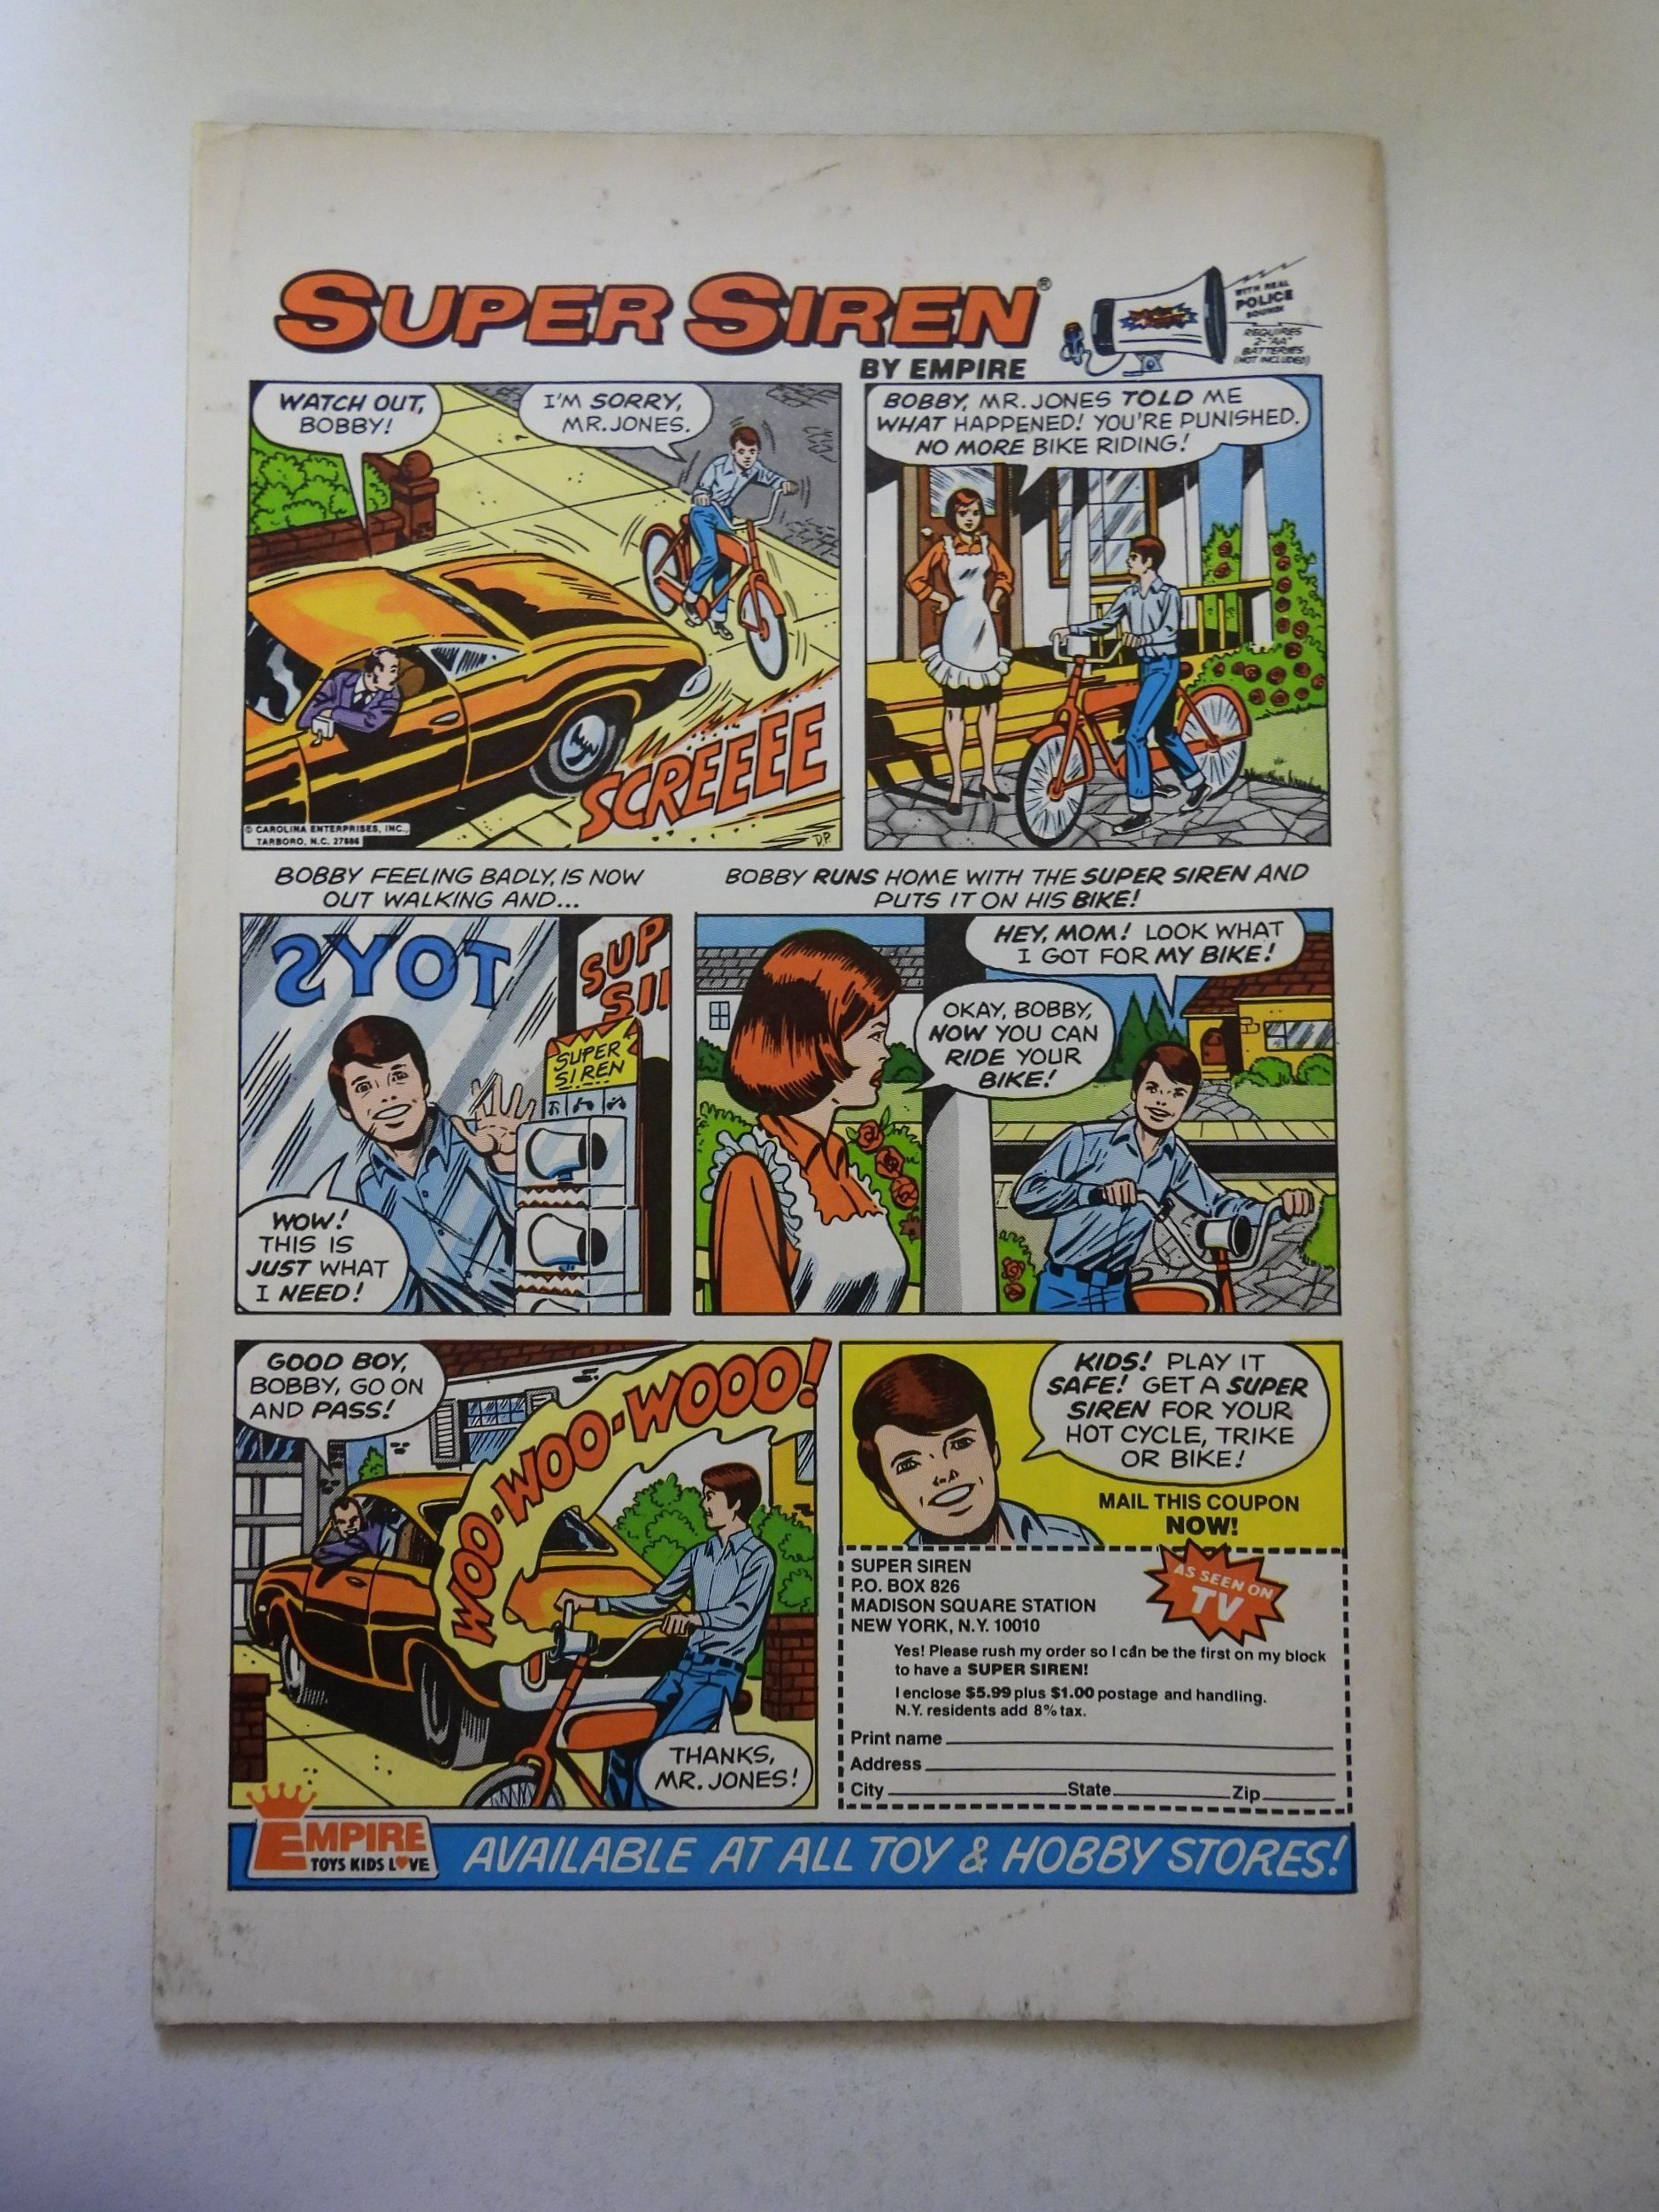 SUPER SIREN®
BY EMPIRE
WITH REAL
POLICE
SOUND!
REQUIRES
2-"AA"
BATTERIES
(NOT INCLUDED)
WATCH OUT,
BOBBY!
I'M SORRY,
MR. JONES.
SCREEEE
© CAROLINA ENTERPRISES, INC.,
TARBORO, N.C. 27886
D.P.
BOBBY, MR. JONES TOLD ME
WHAT HAPPENED! YOU'RE PUNISHED.
NO MORE BIKE RIDING!
BOBBY FEELING BADLY, IS NOW
OUT WALKING AND...
TOYS
SUP
SII
SUPER
SIREN
WOW!
THIS IS
JUST WHAT
I NEED!
BOBBY RUNS HOME WITH THE SUPER SIREN AND
PUTS IT ON HIS BIKE!
HEY, MOM! LOOK WHAT
I GOT FOR MY BIKE!
OKAY, BOBBY,
NOW YOU CAN
RIDE YOUR
BIKE!
GOOD BOY,
BOBBY, GO ON
AND PASS!
WOO-WOO-WOO-WOOO!
THANKS,
MR. JONES!
KIDS! PLAY IT
SAFE! GET A SUPER
SIREN FOR YOUR
HOT CYCLE, TRIKE
OR BIKE!
MAIL THIS COUPON
NOW!
SUPER SIREN
P.O. BOX 826
MADISON SQUARE STATION
NEW YORK, N.Y. 10010
AS SEEN ON
TV
Yes! Please rush my order so I can be the first on my block
to have a SUPER SIREN!
I enclose $5.99 plus $1.00 postage and handling.
N.Y. residents add 8% tax.
Print name
Address
City State Zip
EMPIRE
TOYS KIDS L♥VE
AVAILABLE AT ALL TOY & HOBBY STORES!